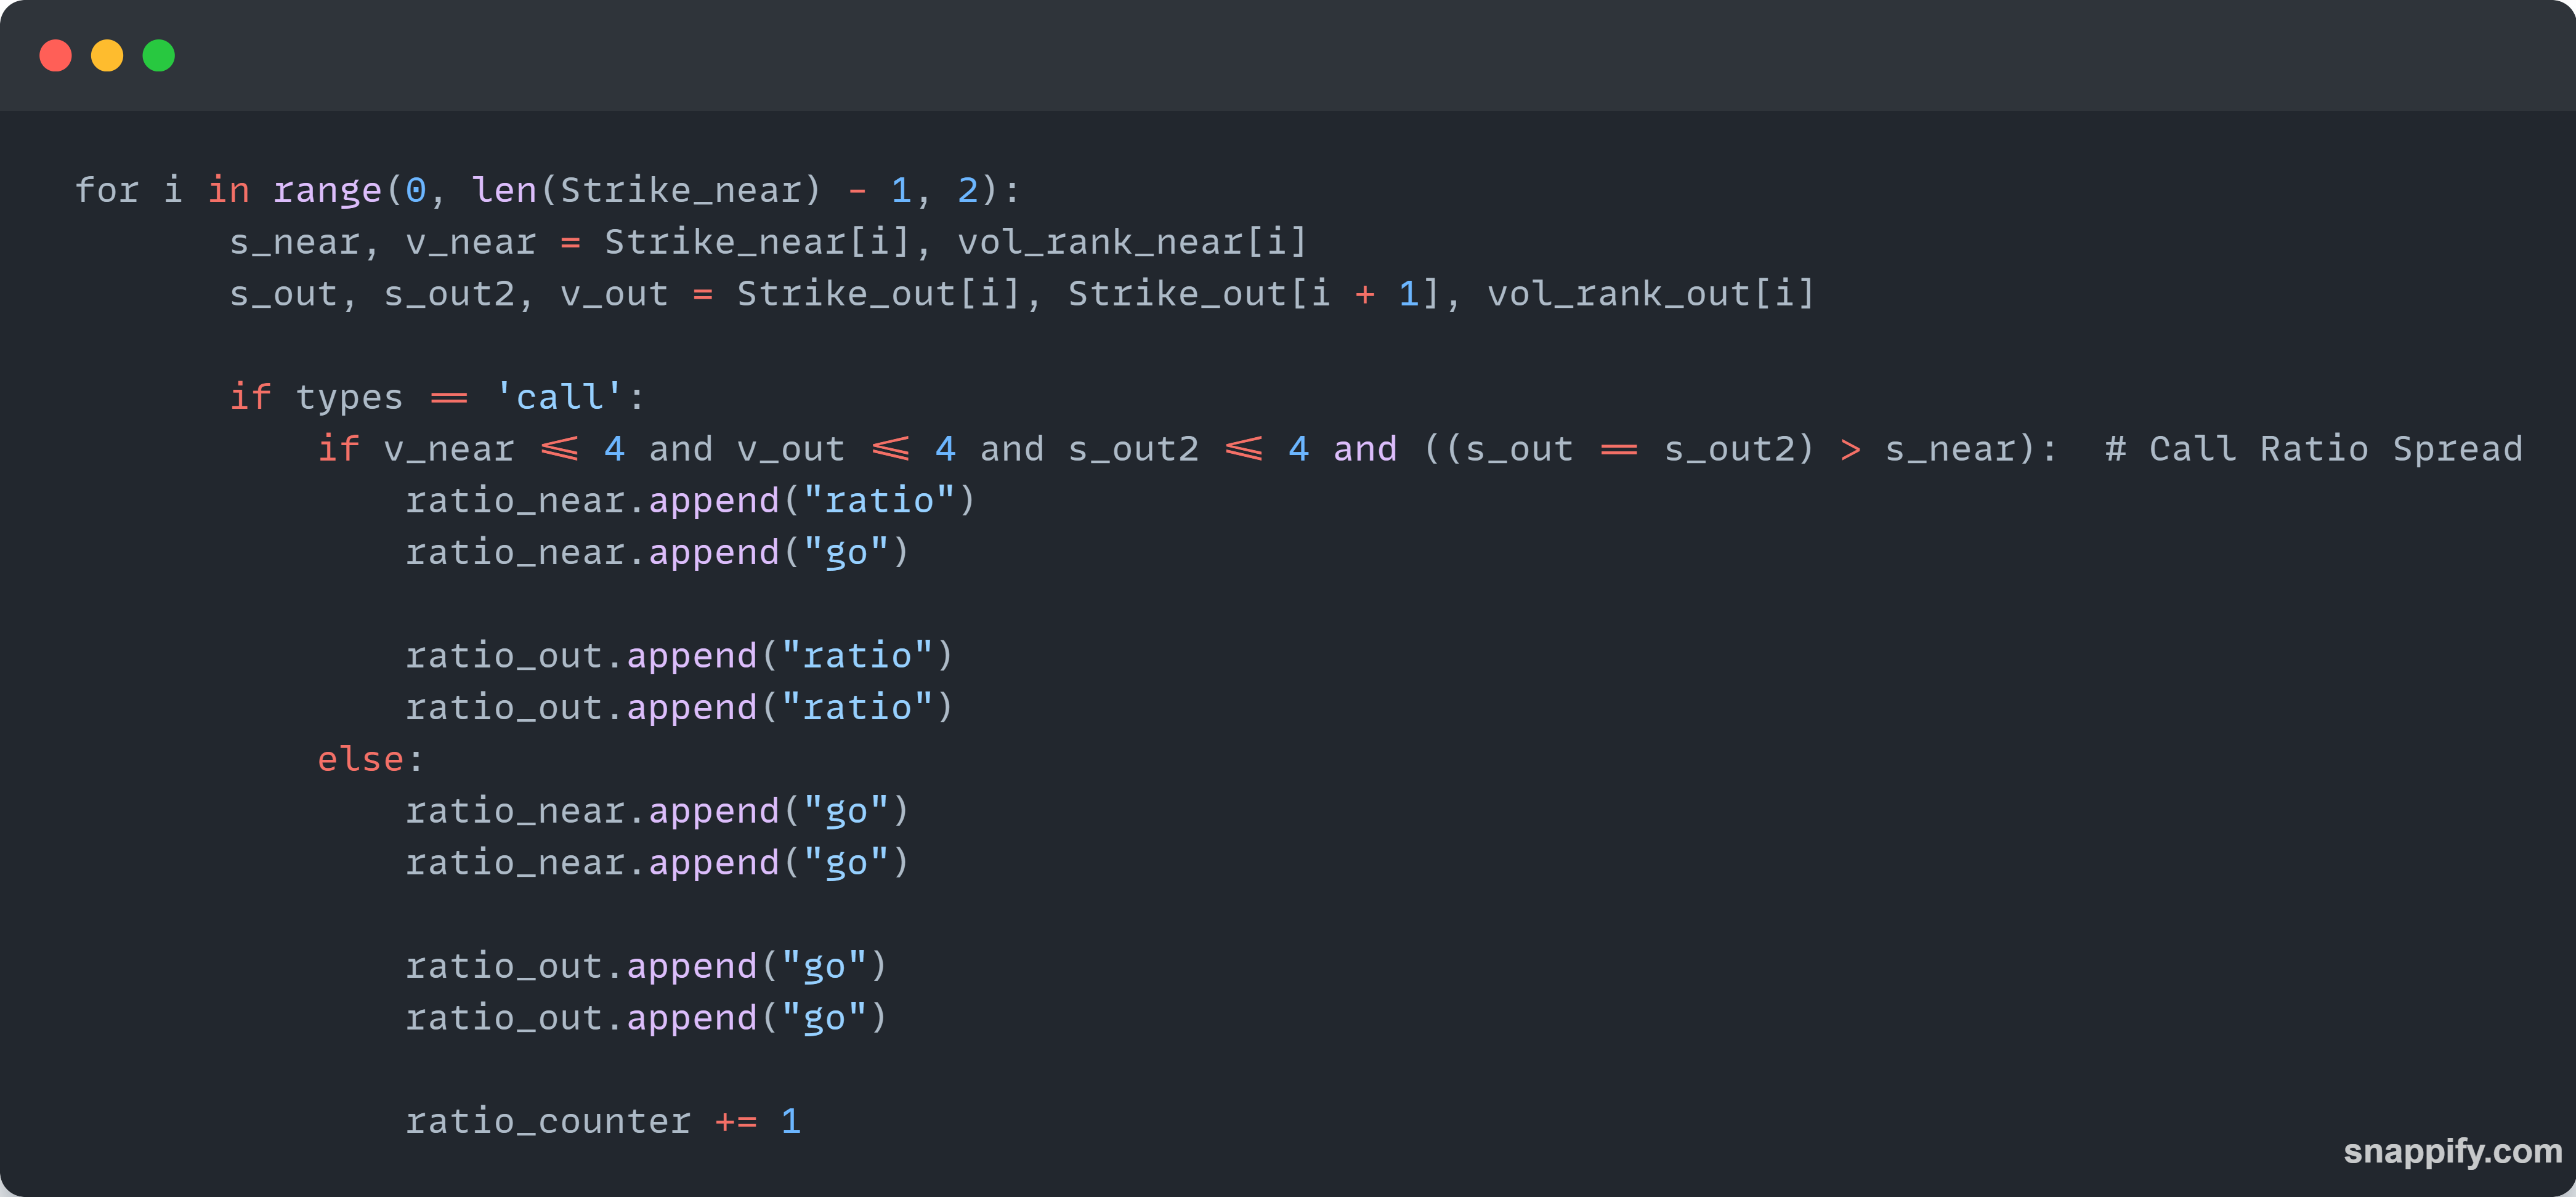 for i in range(0, len(Strike_near) - 1, 2):
       s_near, v_near = Strike_near[i], vol_rank_near[i]
       s_out, s_out2, v_out = Strike_out[i], Strike_out[i + 1], vol_rank_out[i]

       if types == 'call':
           if v_near <= 4 and v_out <= 4 and s_out2 <= 4 and ((s_out == s_out2) > s_near):  # Call Ratio Spread
               ratio_near.append("ratio")
               ratio_near.append("go")

               ratio_out.append("ratio")
               ratio_out.append("ratio")
           else:
               ratio_near.append("go")
               ratio_near.append("go")

               ratio_out.append("go")
               ratio_out.append("go")

               ratio_counter += 1
snappify.com